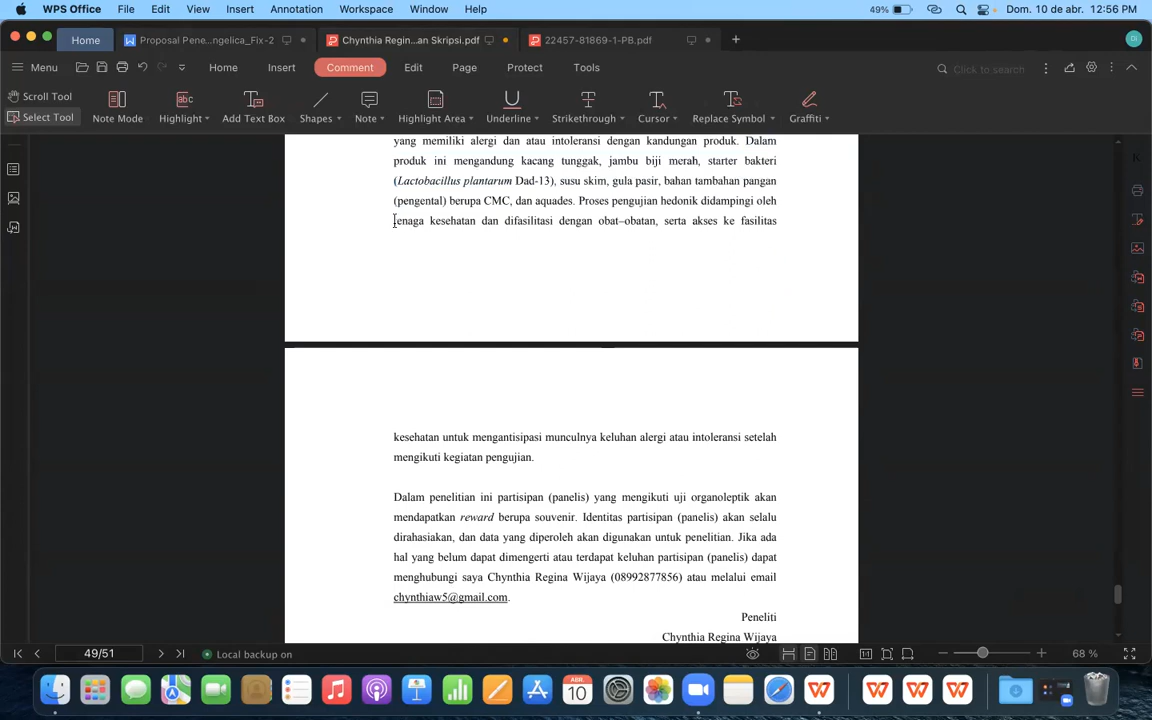 WPS Office File Edit View Insert Annotation Workspace Window Help 49% Dom. 10 de abr. 12:56 PM
Home Proposal Pene...ngelica_Fix-2 Chynthia Regin...an Skripsi.pdf 22457-81869-1-PB.pdf + Di
Menu Home Insert Comment Edit Page Protect Tools Click to search
Scroll Tool
Select Tool
Note Mode Highlight Add Text Box Shapes Note Highlight Area Underline Strikethrough Cursor Replace Symbol Graffiti
yang memiliki alergi dan atau intoleransi dengan kandungan produk. Dalam
produk ini mengandung kacang tunggak, jambu biji merah, starter bakteri
(Lactobacillus plantarum Dad-13), susu skim, gula pasir, bahan tambahan pangan
(pengental) berupa CMC, dan aquades. Proses pengujian hedonik didampingi oleh
tenaga kesehatan dan difasilitasi dengan obat–obatan, serta akses ke fasilitas
kesehatan untuk mengantisipasi munculnya keluhan alergi atau intoleransi setelah
mengikuti kegiatan pengujian.
Dalam penelitian ini partisipan (panelis) yang mengikuti uji organoleptik akan
mendapatkan reward berupa souvenir. Identitas partisipan (panelis) akan selalu
dirahasiakan, dan data yang diperoleh akan digunakan untuk penelitian. Jika ada
hal yang belum dapat dimengerti atau terdapat keluhan partisipan (panelis) dapat
menghubungi saya Chynthia Regina Wijaya (08992877856) atau melalui email
chynthiaw5@gmail.com.
Peneliti
Chynthia Regina Wijaya
49/51 Local backup on 68 %
ABR. 10